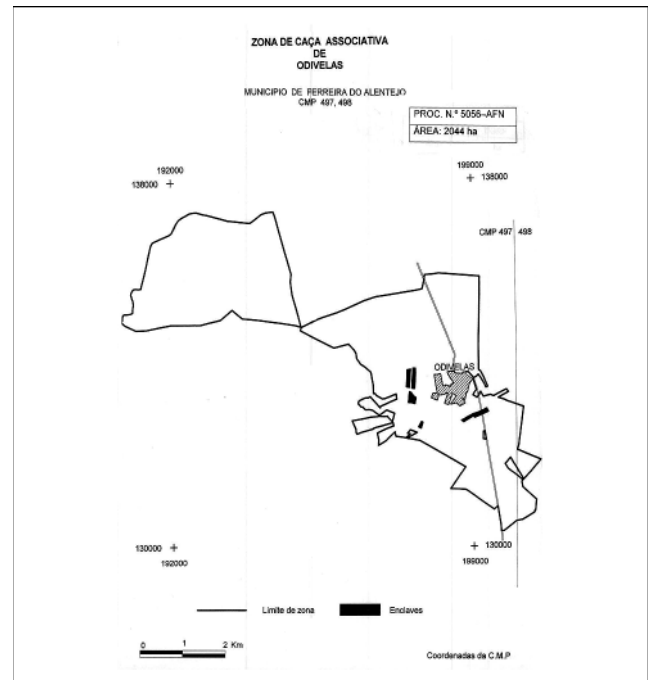 ZONA DE CAÇA ASSOCIATIVA
DE
ODIVELAS
MUNICIPIO DE FERREIRA DO ALENTEJO
CMP 497, 498
PROC. N.º 5056-AFN
ÁREA: 2044 ha
192000
138000
199000
138000
CMP 497 498
ODIVELAS
130000
192000
130000
199000
Limite de zona
Enclaves
0 1 2 Km
Coordenadas da C.M.P